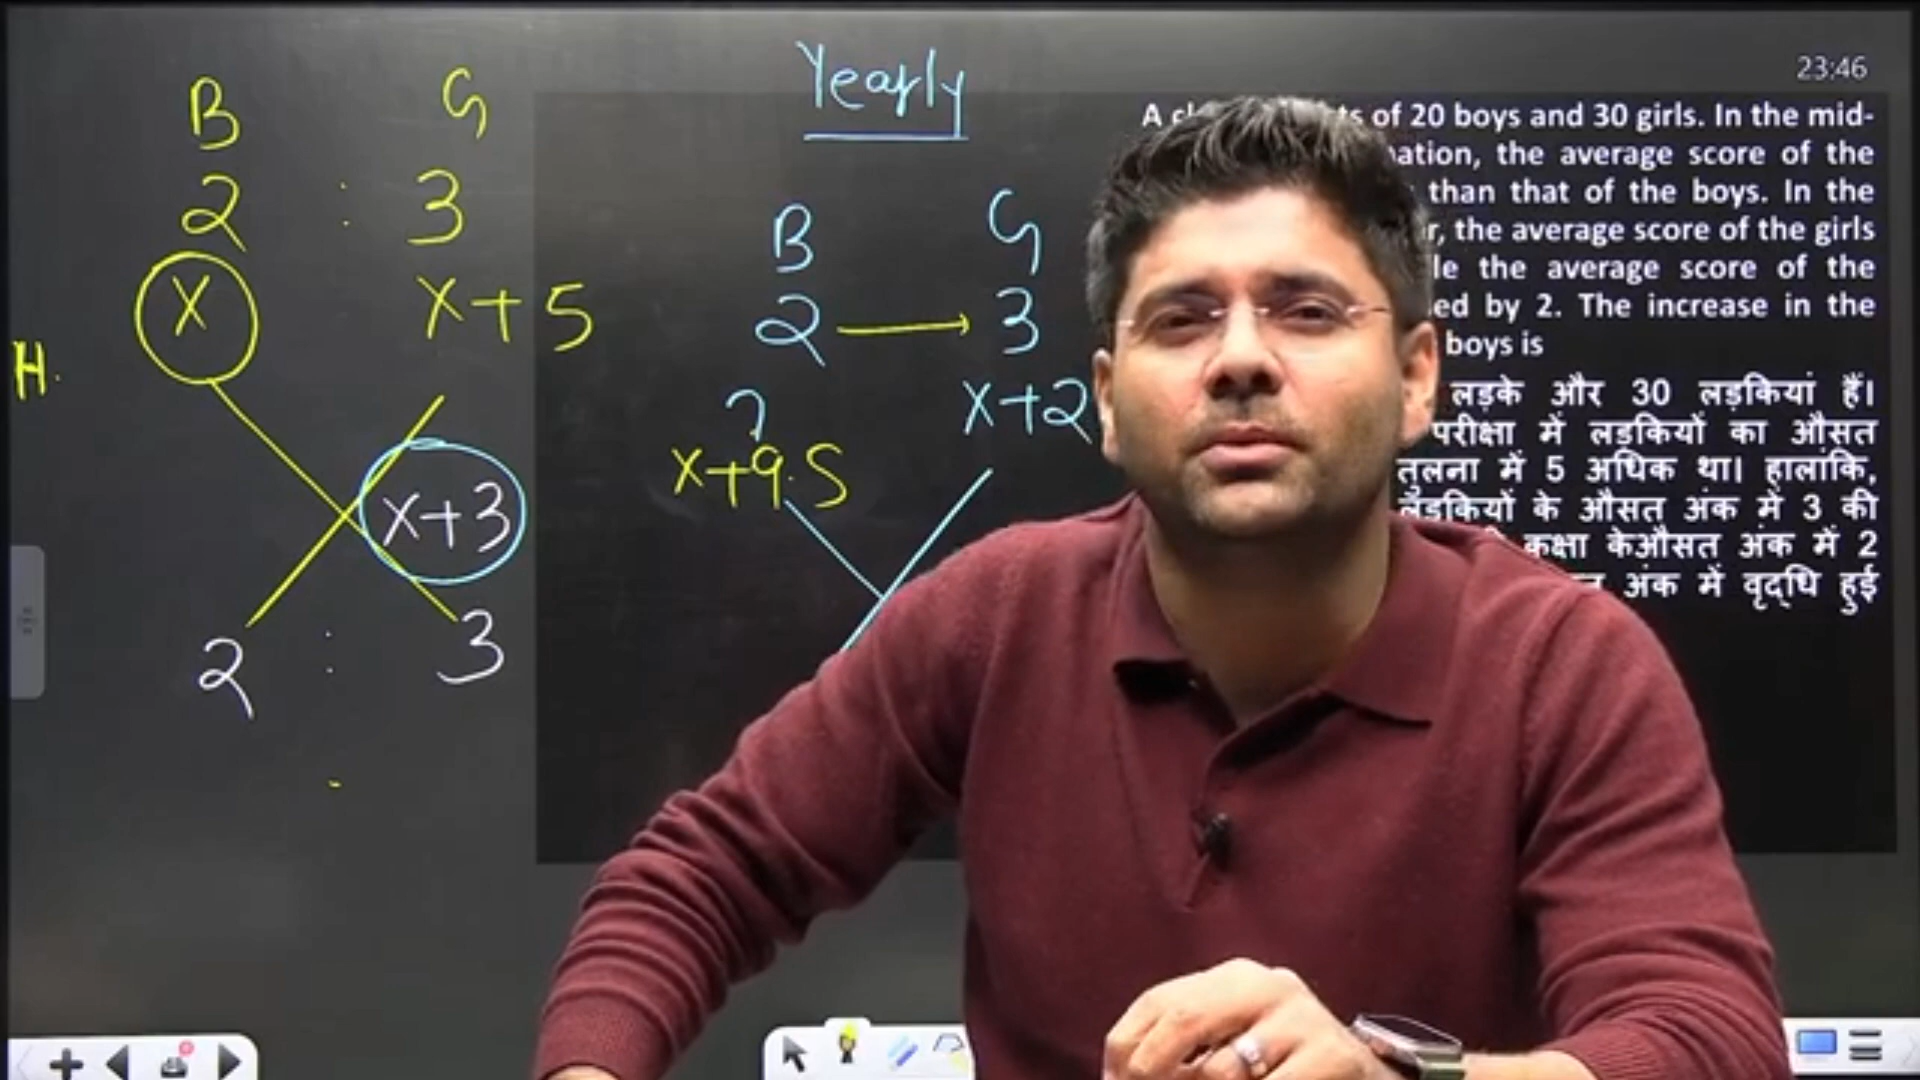 Yearly
23:46
B G
2 : 3
X X+5
H.
X+3
2 : 3
B G
2 3
? X+2
X+9.5
A of 20 boys and 30 girls. In the mid-
the average score of the
than that of the boys. In the
the average score of the girls
the average score of the
by 2. The increase in the
boys is
लड़के और 30 लड़कियां हैं।
परीक्षा में लड़कियों का औसत
तुलना में 5 अधिक था। हालांकि,
लड़कियों के औसत अंक में 3 की
कक्षा केऔसत अंक में 2
अंक में वृद्धि हुई